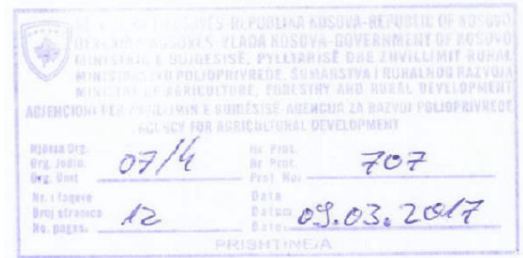 REPUBLIKA E KOSOVËS-REPUBLIKA KOSOVA-REPUBLIC OF KOSOVO
QEVERIA E KOSOVËS-VLADA KOSOVA-GOVERNMENT OF KOSOVO
MINISTRIA E BUJQËSISË, PYLLTARISË DHE ZHVILLIMIT RURAL
MINISTARSTVO POLJOPRIVREDE, ŠUMARSTVA I RURALNOG RAZVOJA
MINISTRY OF AGRICULTURE, FORESTRY AND RURAL DEVELOPMENT
PËR ZHVILLIMIN E BUJQËSISË-AGENCIJA ZA RAZVOJ POLJOPRIVREDE
AGENCY FOR AGRICULTURAL DEVELOPMENT
Njësia Org.
Org. Jedin.
Org. Unit 07/4
Nr. Prot.
Br. Prot.
Prot. No. 707
Nr. i faqeve
Broj stranica
No. pages. 12
Data
Datum
Date. 09.03.2017
PRISHTINË/A